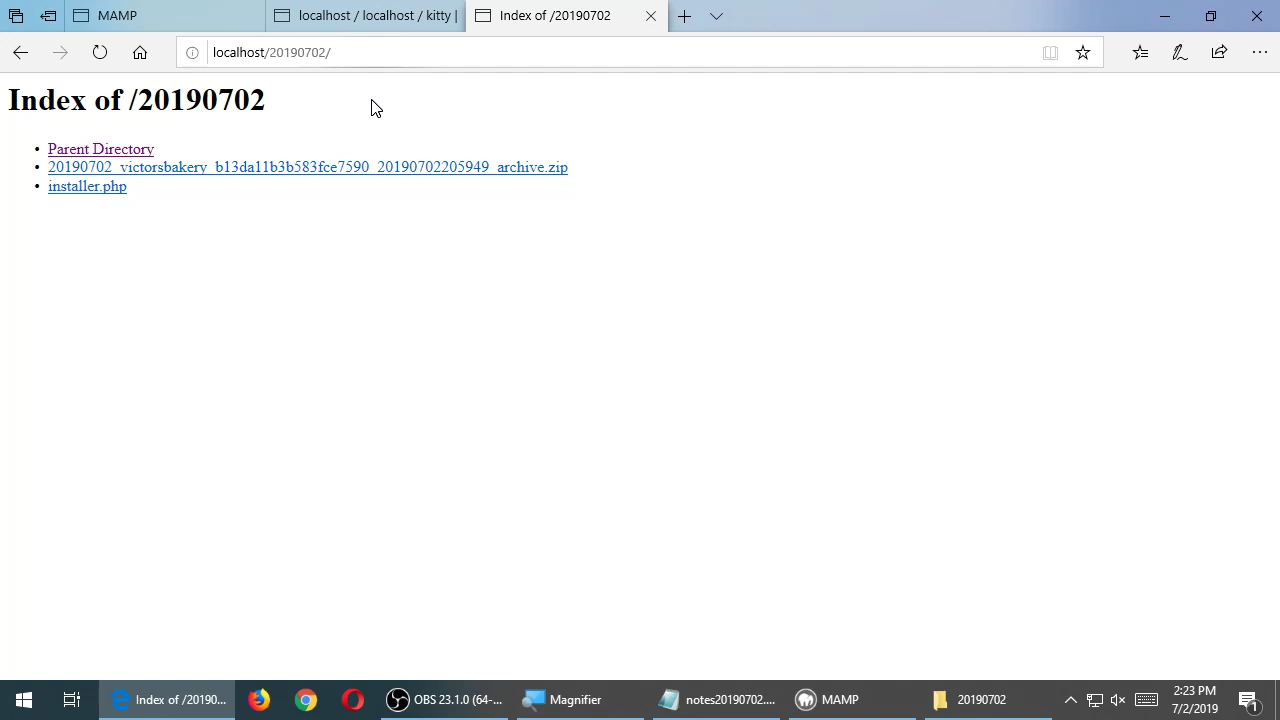 MAMP
localhost / localhost / kitty |
Index of /20190702
localhost/20190702/
Index of /20190702
• Parent Directory
• 20190702_victorsbakery_b13da11b3b583fce7590_20190702205949_archive.zip
• installer.php
Index of /20190...
OBS 23.1.0 (64-...
Magnifier
notes20190702....
MAMP
20190702
2:23 PM
7/2/2019
1